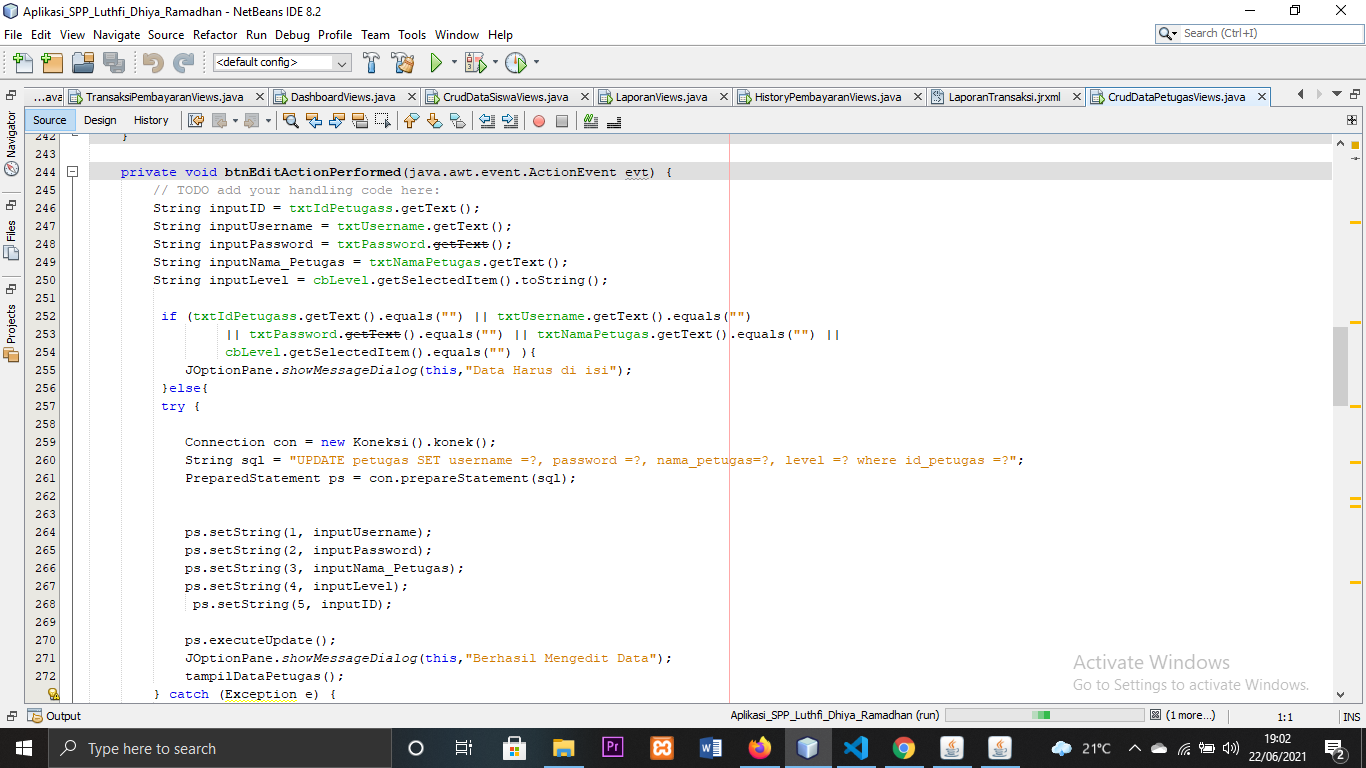 Aplikasi_SPP_Luthfi_Dhiya_Ramadhan - NetBeans IDE 8.2
File Edit View Navigate Source Refactor Run Debug Profile Team Tools Window Help
Search (Ctrl+I)
<default config>
...ava TransaksiPembayaranViews.java DashboardViews.java CrudDataSiswaViews.java LaporanViews.java HistoryPembayaranViews.java LaporanTransaksi.jrxml CrudDataPetugasViews.java
Source Design History
Navigator
Files
Projects
242 }
243
244 private void btnEditActionPerformed(java.awt.event.ActionEvent evt) {
245 // TODO add your handling code here:
246 String inputID = txtIdPetugass.getText();
247 String inputUsername = txtUsername.getText();
248 String inputPassword = txtPassword.getText();
249 String inputNama_Petugas = txtNamaPetugas.getText();
250 String inputLevel = cbLevel.getSelectedItem().toString();
251
252 if (txtIdPetugass.getText().equals("") || txtUsername.getText().equals("")
253 || txtPassword.getText().equals("") || txtNamaPetugas.getText().equals("") ||
254 cbLevel.getSelectedItem().equals("") ){
255 JOptionPane.showMessageDialog(this,"Data Harus di isi");
256 }else{
257 try {
258
259 Connection con = new Koneksi().konek();
260 String sql = "UPDATE petugas SET username =?, password =?, nama_petugas=?, level =? where id_petugas =?";
261 PreparedStatement ps = con.prepareStatement(sql);
262
263
264 ps.setString(1, inputUsername);
265 ps.setString(2, inputPassword);
266 ps.setString(3, inputNama_Petugas);
267 ps.setString(4, inputLevel);
268 ps.setString(5, inputID);
269
270 ps.executeUpdate();
271 JOptionPane.showMessageDialog(this,"Berhasil Mengedit Data");
272 tampilDataPetugas();
} catch (Exception e) {
Activate Windows
Go to Settings to activate Windows.
Output
Aplikasi_SPP_Luthfi_Dhiya_Ramadhan (run) (1 more...) 1:1 INS
Type here to search
Pr
21°C
19:02
22/06/2021
2